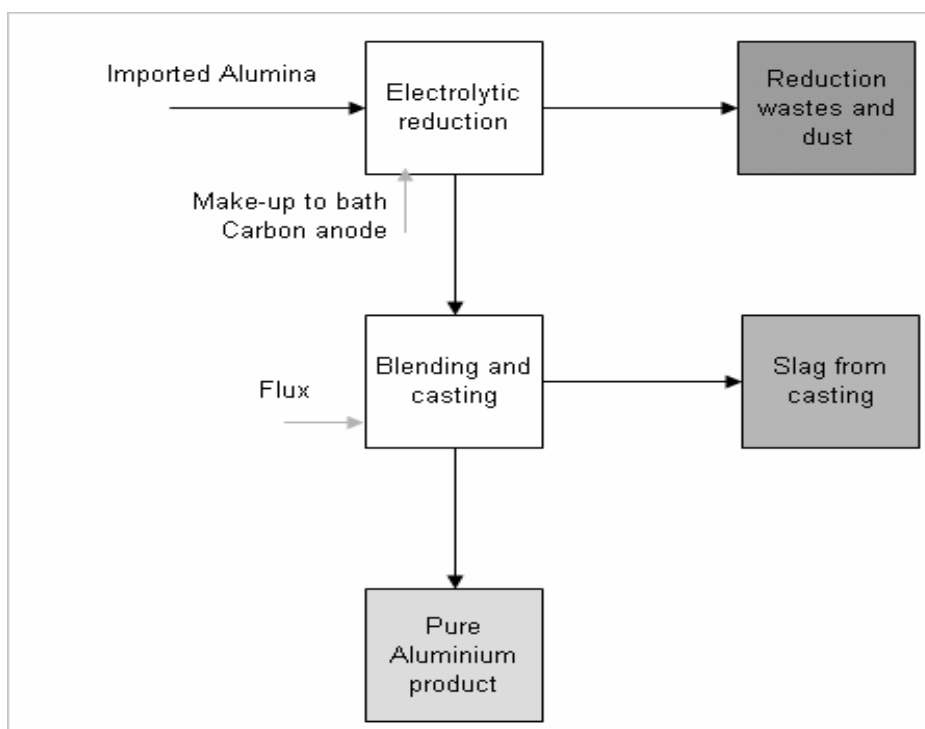 Imported Alumina
Electrolytic
reduction
Reduction
wastes and
dust
Make-up to bath
Carbon anode
Flux
Blending and
casting
Slag from
casting
Pure
Aluminium
product